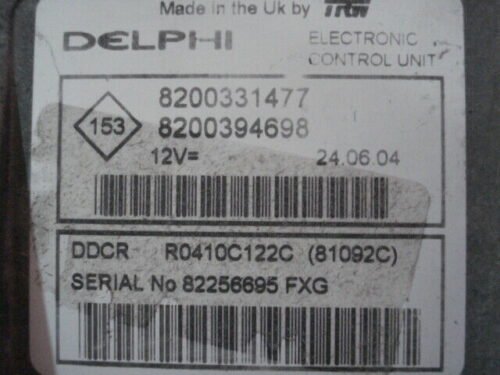 Made in the Uk by TRW
DELPHI
ELECTRONIC
CONTROL UNIT
153
8200331477
8200394698
12V=
24.06.04
DDCR R0410C122C (81092C)
SERIAL No 82256695 FXG